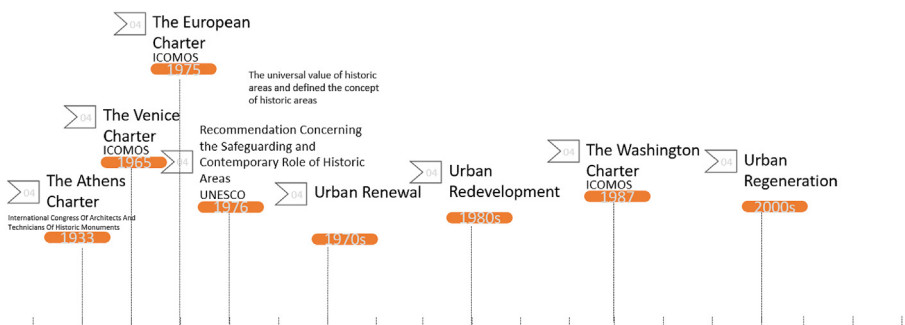 04
The European
Charter
ICOMOS
1975
The universal value of historic
areas and defined the concept
of historic areas
04
The Venice
Charter
ICOMOS
1965
04
Recommendation Concerning
the Safeguarding and
Contemporary Role of Historic
Areas
UNESCO
1976
04
The Athens
Charter
International Congress Of Architects And
Technicians Of Historic Monuments
1933
04
Urban Renewal
1970s
04
Urban
Redevelopment
1980s
04
The Washington
Charter
ICOMOS
1987
04
Urban
Regeneration
2000s